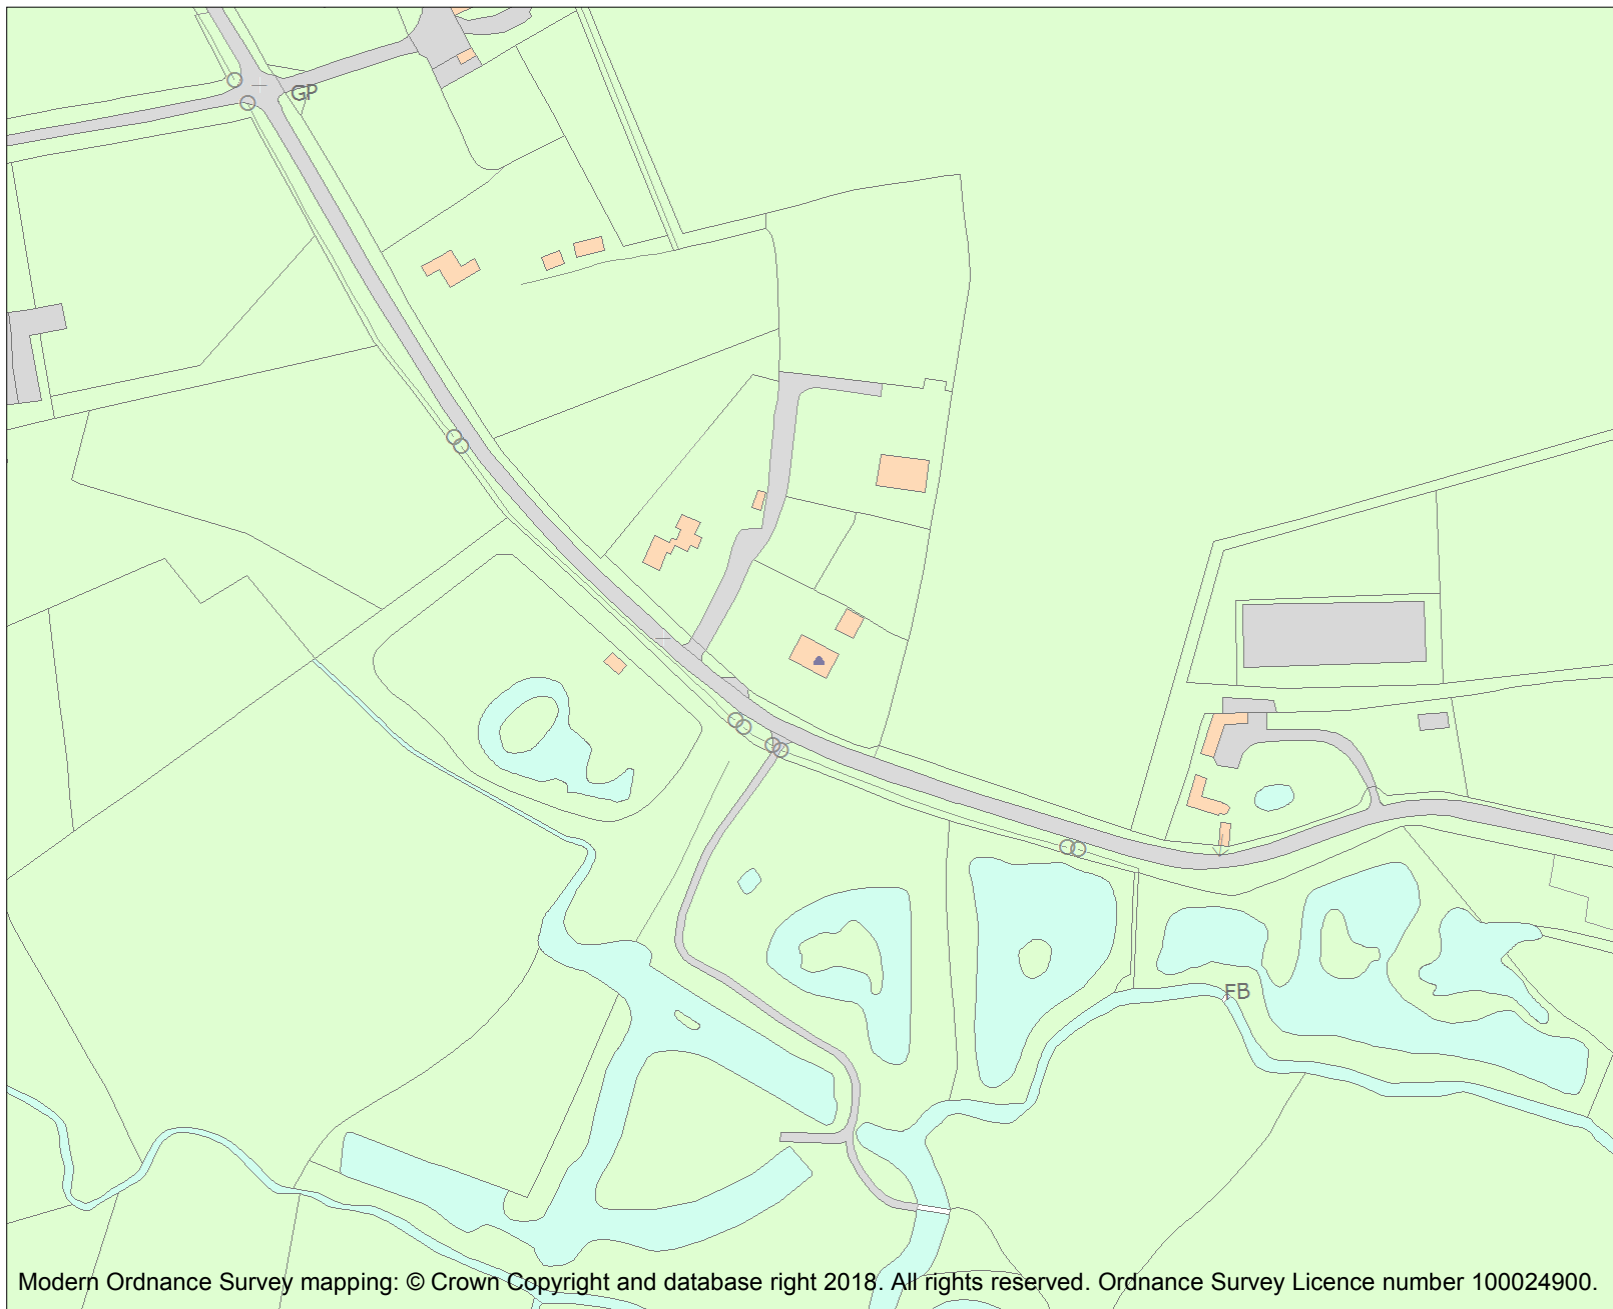 GP
FB
Modern Ordnance Survey mapping: © Crown Copyright and database right 2018. All rights reserved. Ordnance Survey Licence number 100024900.